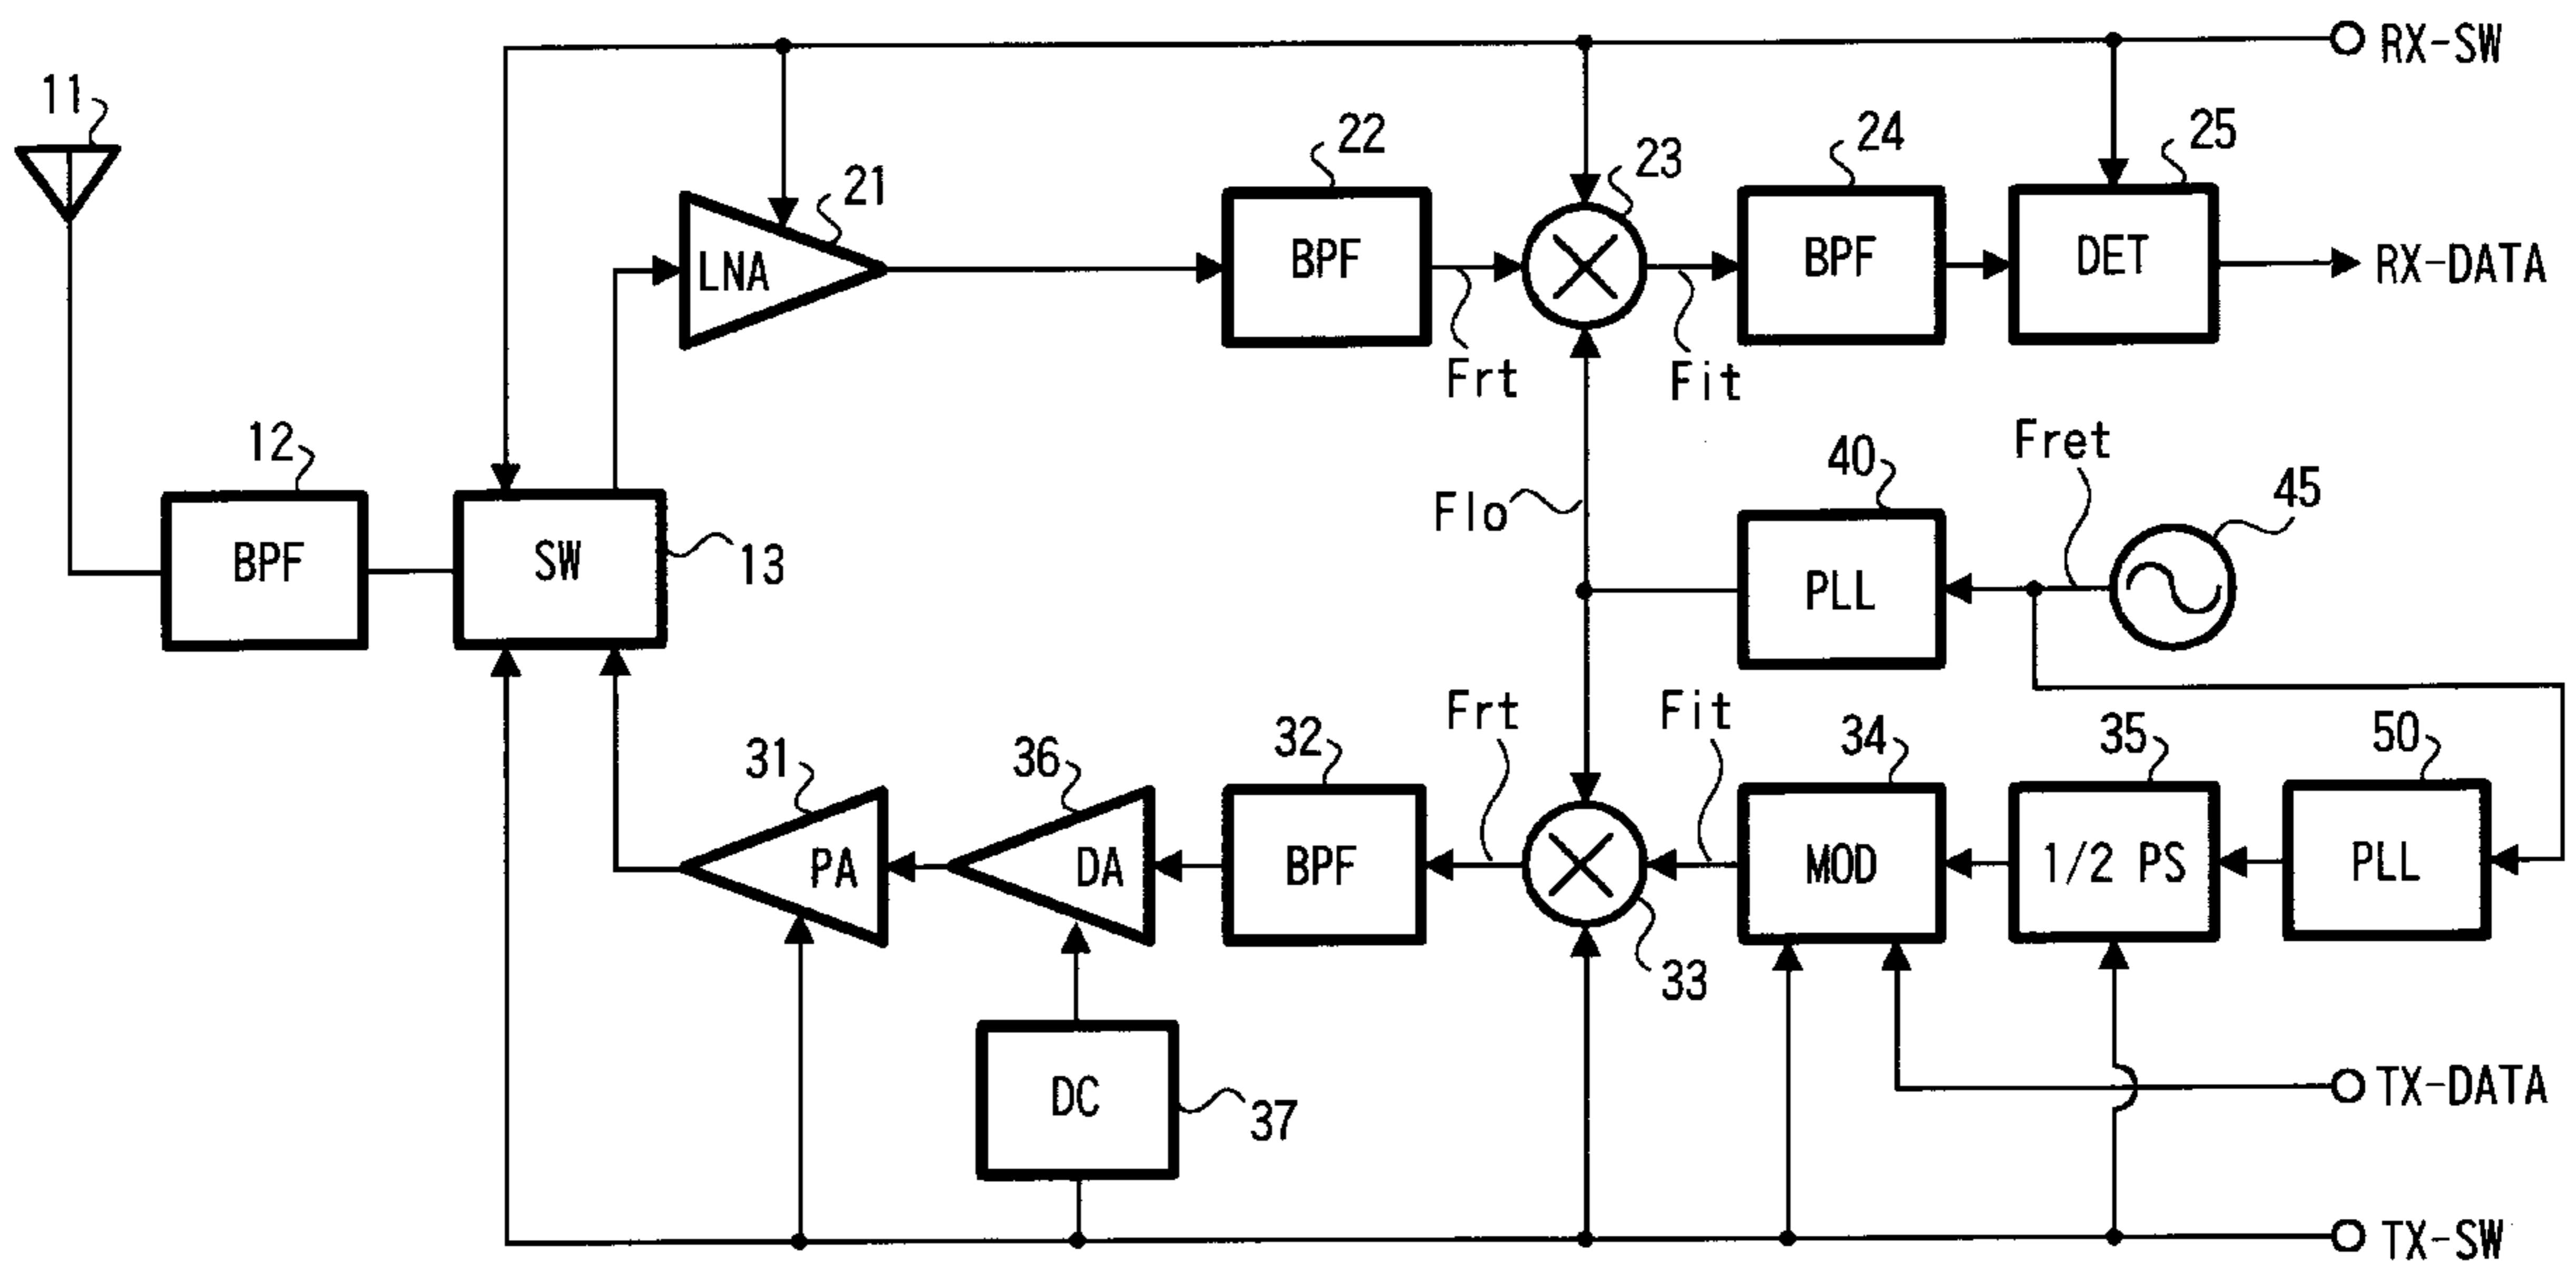 RX-SW
11
21
22
23
24
25
LNA
BPF
BPF
DET
RX-DATA
Frt
Fit
12
Flo
40
Fret
45
BPF
SW
13
PLL
31
36
32
Frt
Fit
34
35
50
PA
DA
BPF
MOD
1/2 PS
PLL
33
DC
37
TX-DATA
TX-SW